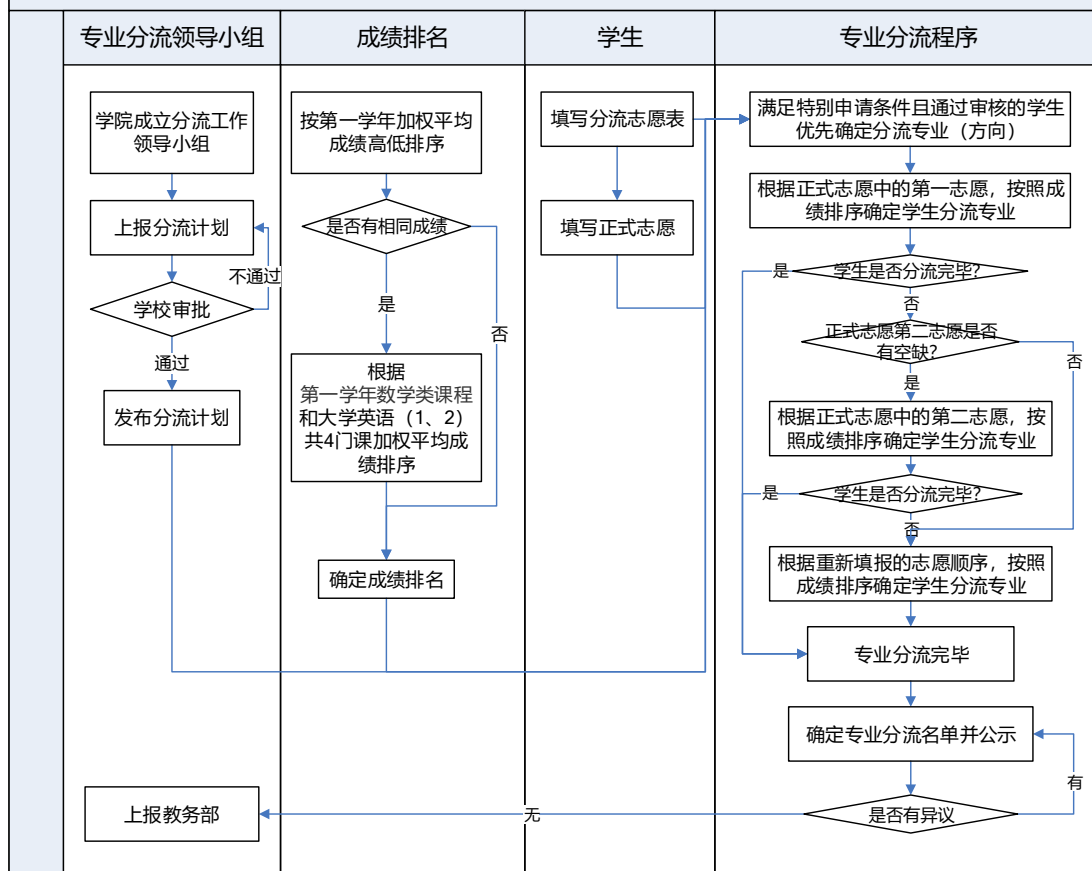 专业分流领导小组
成绩排名
学生
专业分流程序
学院成立分流工作
领导小组
上报分流计划
不通过
学校审批
通过
发布分流计划
上报教务部
按第一学年加权平均
成绩高低排序
是否有相同成绩
是
否
根据
第一学年数学类课程
和大学英语（1、2）
共4门课加权平均成
绩排序
确定成绩排名
填写分流志愿表
填写正式志愿
满足特别申请条件且通过审核的学生
优先确定分流专业（方向）
根据正式志愿中的第一志愿，按照成
绩排序确定学生分流专业
学生是否分流完毕？
是
否
正式志愿第二志愿是否
有空缺？
否
是
根据正式志愿中的第二志愿，按
照成绩排序确定学生分流专业
学生是否分流完毕？
是
否
根据重新填报的志愿顺序，按照
成绩排序确定学生分流专业
专业分流完毕
确定专业分流名单并公示
有
是否有异议
无